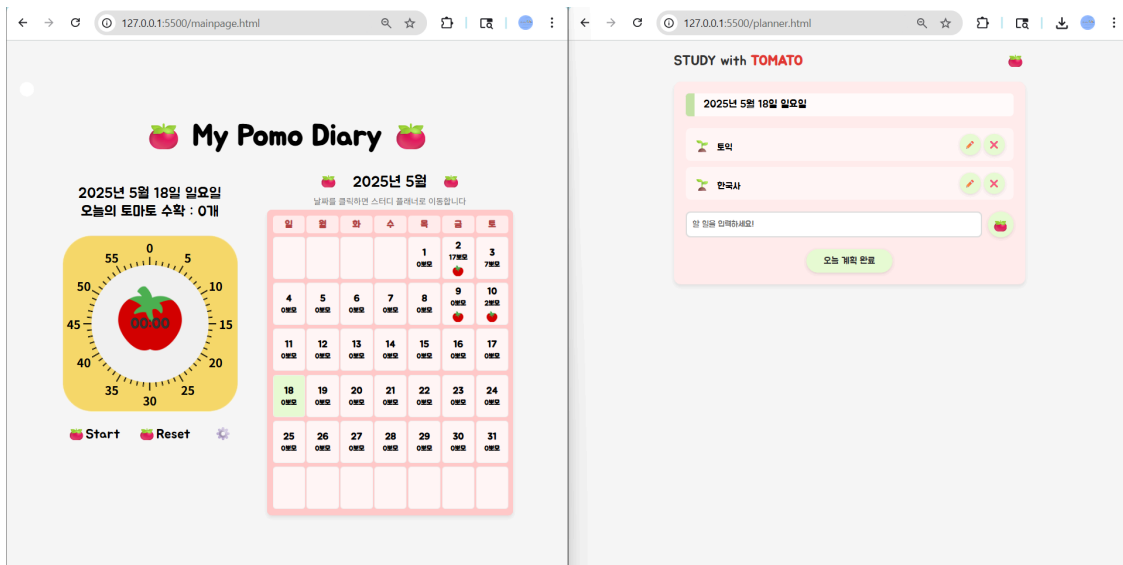 127.0.0.1:5500/mainpage.html
My Pomo Diary
2025년 5월 18일 일요일
오늘의 토마토 수확 : 0개
0
5
10
15
20
25
30
35
40
45
50
55
00:00
Start
Reset
2025년 5월
날짜를 클릭하면 스터디 플래너로 이동합니다
일 월 화 수 목 금 토
1 2 3
0뽀모 17뽀모 7뽀모
4 5 6 7 8 9 10
0뽀모 0뽀모 0뽀모 0뽀모 0뽀모 0뽀모 2뽀모
11 12 13 14 15 16 17
0뽀모 0뽀모 0뽀모 0뽀모 0뽀모 0뽀모 0뽀모
18 19 20 21 22 23 24
0뽀모 0뽀모 0뽀모 0뽀모 0뽀모 0뽀모 0뽀모
25 26 27 28 29 30 31
0뽀모 0뽀모 0뽀모 0뽀모 0뽀모 0뽀모 0뽀모
127.0.0.1:5500/planner.html
STUDY with TOMATO
2025년 5월 18일 일요일
토익
한국사
할 일을 입력하세요!
오늘 계획 완료